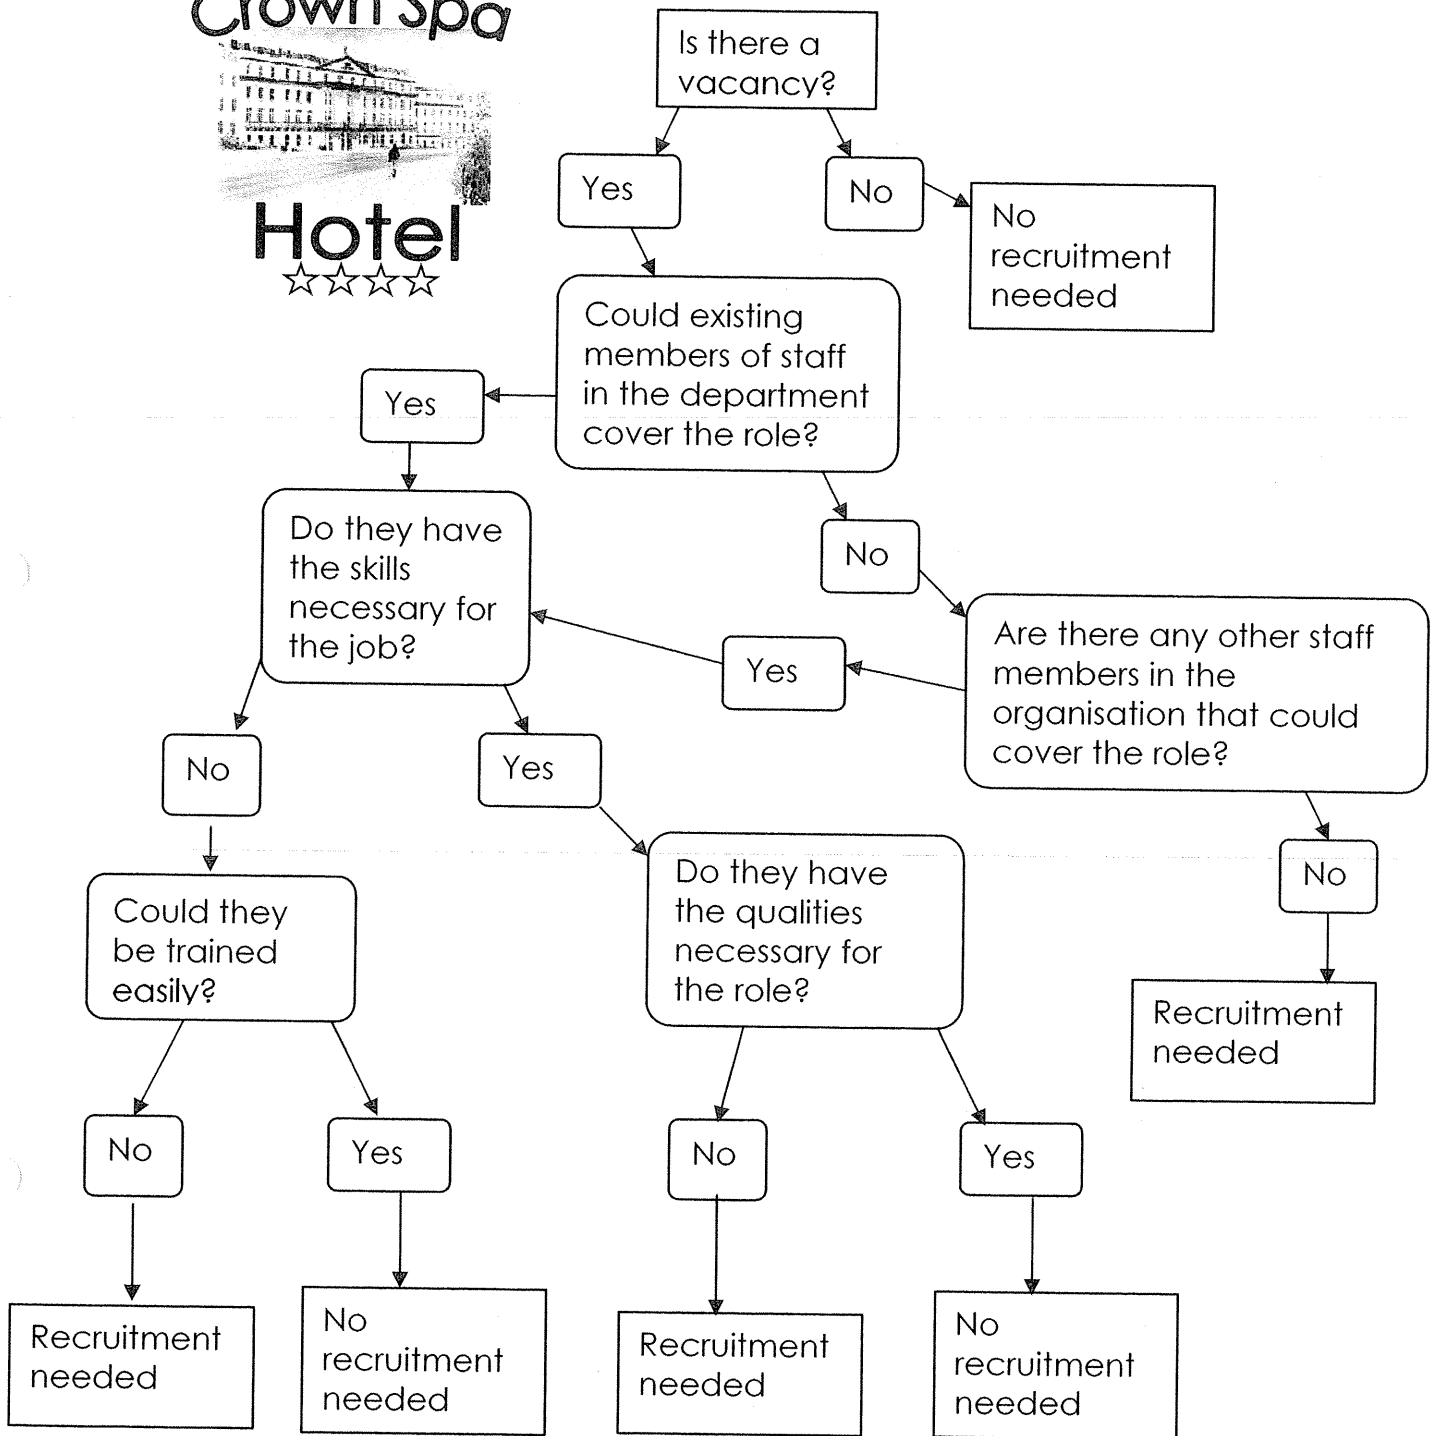 Crown Spa
Hotel
Is there a
vacancy?
Yes
No
No
recruitment
needed
Could existing
members of staff
in the department
cover the role?
Yes
No
Do they have
the skills
necessary for
the job?
Yes
Are there any other staff
members in the
organisation that could
cover the role?
No
Yes
No
Could they
be trained
easily?
Do they have
the qualities
necessary for
the role?
Recruitment
needed
No
Yes
No
Yes
Recruitment
needed
No
recruitment
needed
Recruitment
needed
No
recruitment
needed